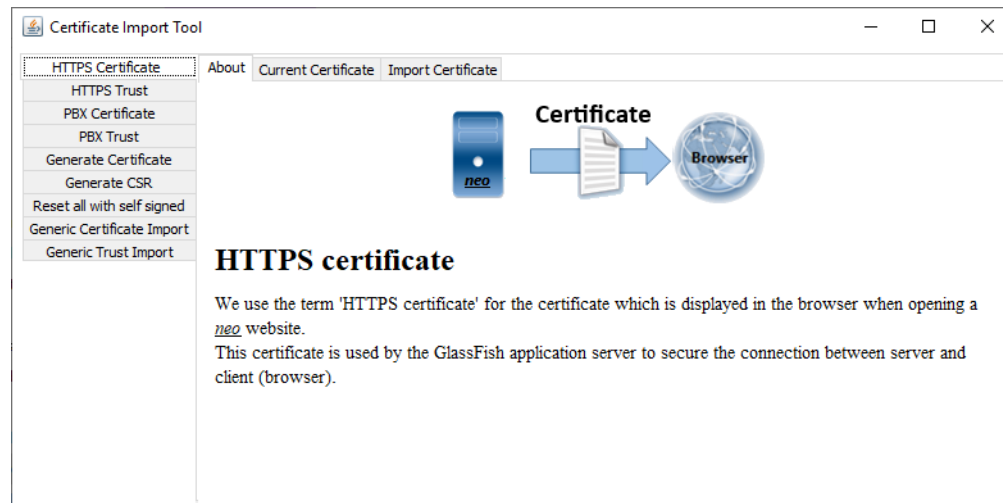 Certificate Import Tool
HTTPS Certificate
HTTPS Trust
PBX Certificate
PBX Trust
Generate Certificate
Generate CSR
Reset all with self signed
Generic Certificate Import
Generic Trust Import
About Current Certificate Import Certificate
Certificate
neo
Browser
HTTPS certificate
We use the term 'HTTPS certificate' for the certificate which is displayed in the browser when opening a
neo website.
This certificate is used by the GlassFish application server to secure the connection between server and
client (browser).